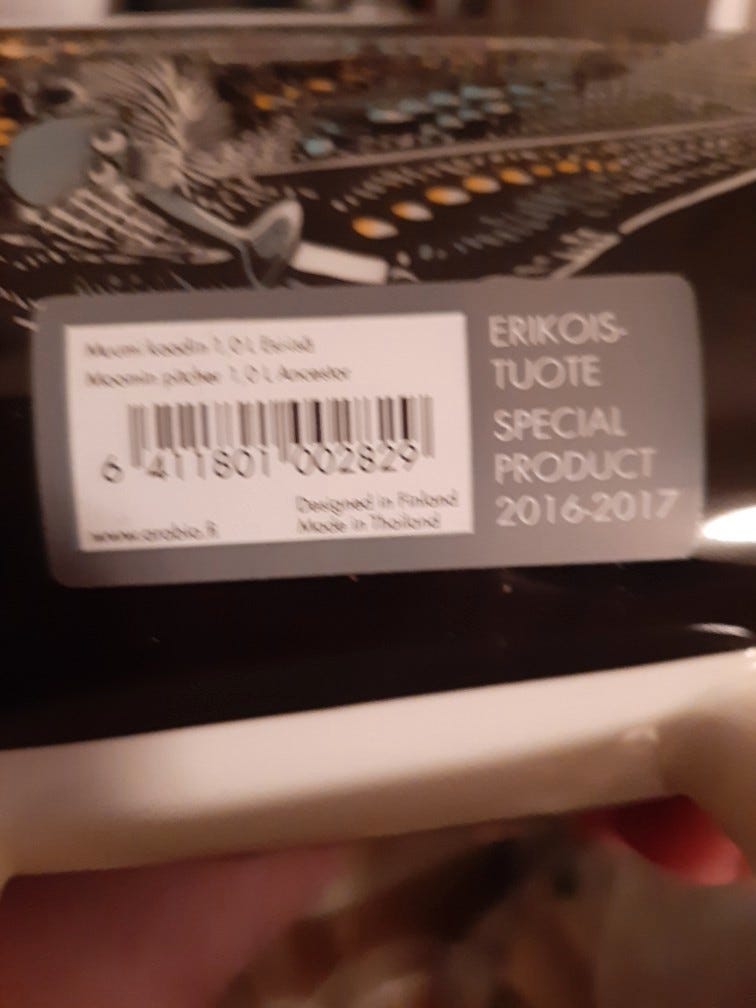 Muumi kaadin 1,0 L Esi-isä
Moomin pitcher 1,0 L Ancestor
6 411801 002829
Designed in Finland
www.arabia.fi Made in Thailand
ERIKOIS-
TUOTE
SPECIAL
PRODUCT
2016-2017